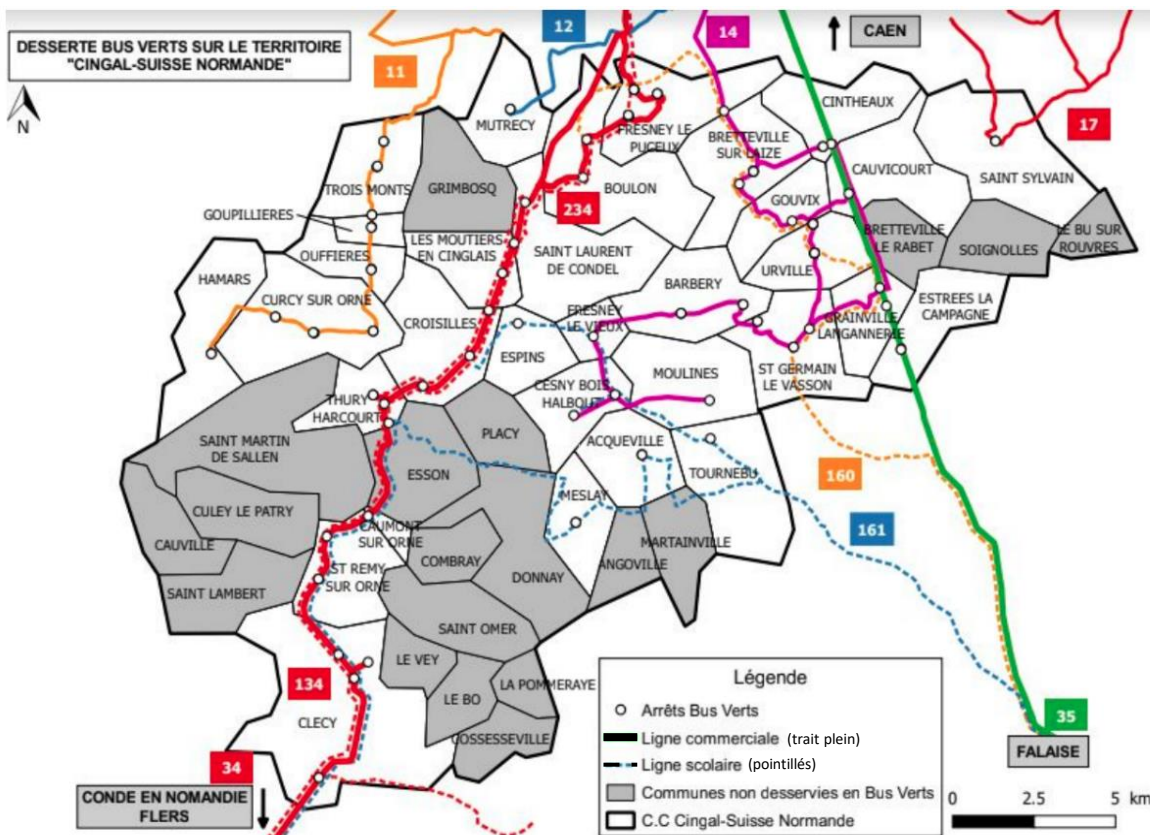 DESSERTE BUS VERTS SUR LE TERRITOIRE
"CINGAL-SUISSE NORMANDE"
N
11
12
14
CAEN
17
CINTHEAUX
MUTRECY
FRESNEY LE
PUCEUX
BRETTEVILLE
SUR LAIZE
CAUVICOURT
SAINT SYLVAIN
TROIS MONTS
GRIMBOSQ
BOULON
GOUPILLIERES
234
GOUVIX
BRETTEVILLE
LE RABET
LE BU SUR
ROUVRES
SOIGNOLLES
OUFFIERES
LES MOUTIERS
EN CINGLAIS
SAINT LAURENT
DE CONDEL
URVILLE
HAMARS
BARBERY
CURCY SUR ORNE
ESTREES LA
CAMPAGNE
CROISILLES
FRESNEY
LE VIEUX
GRAINVILLE
LANGANNERIE
ESPINS
ST GERMAIN
LE VASSON
MOULINES
CESNY BOIS
HALBOUT
THURY
HARCOURT
PLACY
SAINT MARTIN
DE SALLEN
ACQUEVILLE
ESSON
TOURNEBU
160
MESLAY
CULEY LE PATRY
161
CAUMONT
SUR ORNE
CAUVILLE
MARTAINVILLE
COMBRAY
ANGOVILLE
ST REMY
SUR ORNE
DONNAY
SAINT LAMBERT
SAINT OMER
LE VEY
134
LA POMMERAYE
LE BO
CLECY
COSSESSEVILLE
34
CONDE EN NOMANDIE
FLERS
35
FALAISE
Légende
Arrêts Bus Verts
Ligne commerciale (trait plein)
Ligne scolaire (pointillés)
Communes non desservies en Bus Verts
C.C Cingal-Suisse Normande
0 2.5 5 km